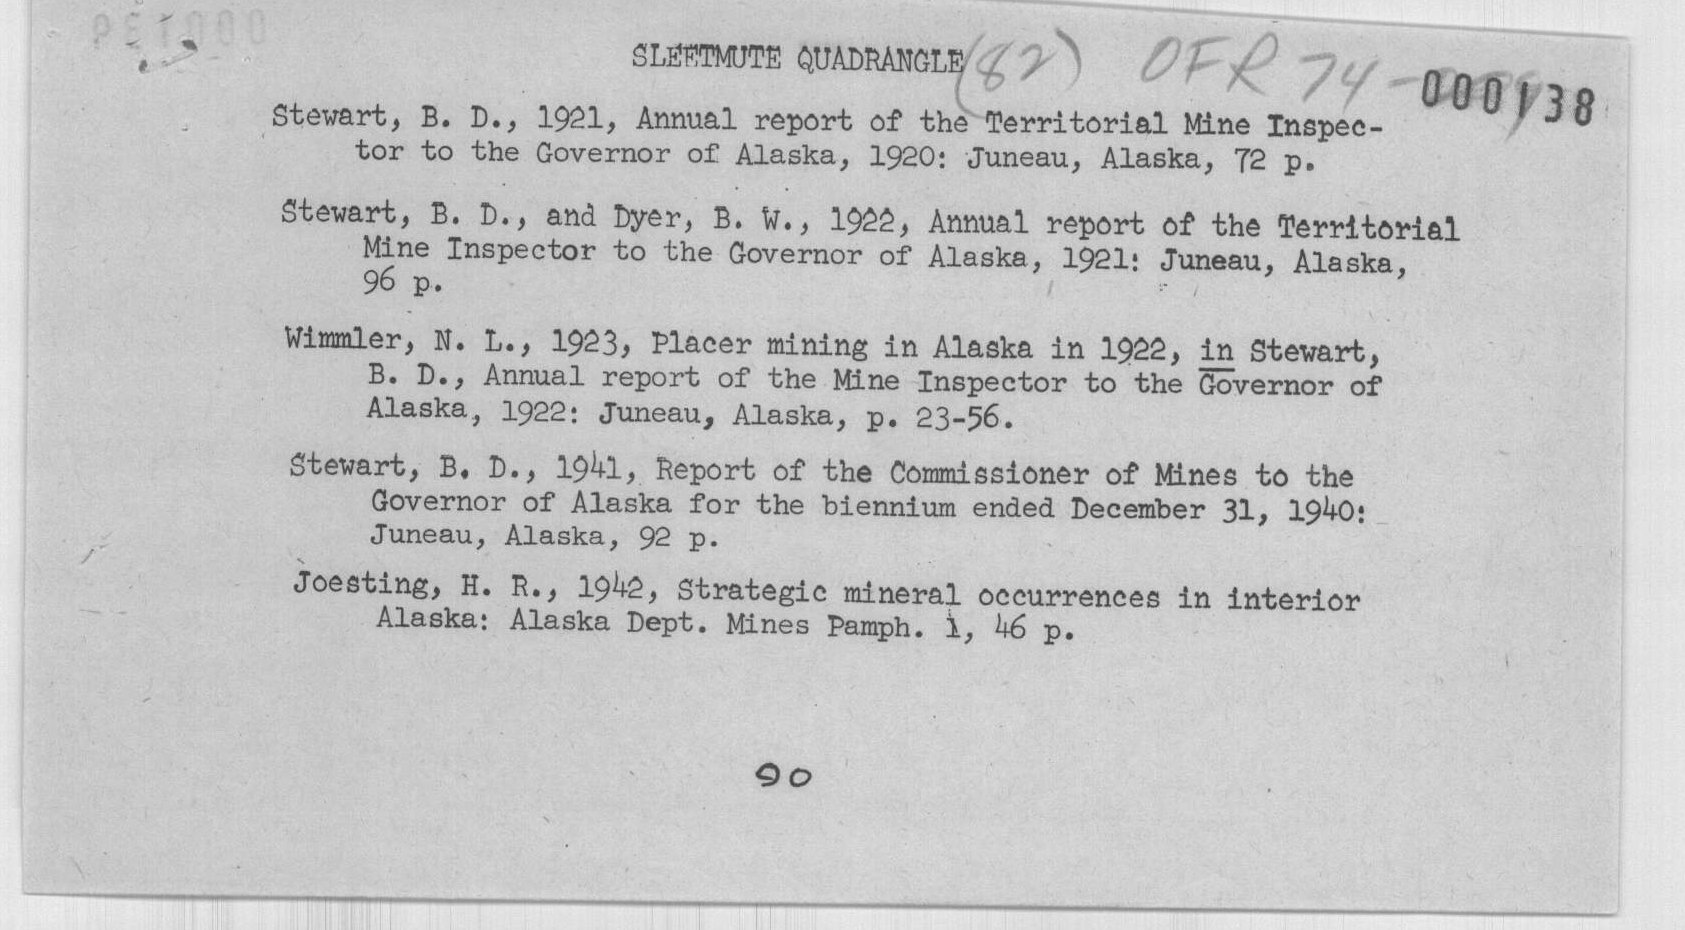 SLEETMUTE QUADRANGLE (82) OFR 74-
000138
Stewart, B. D., 1921, Annual report of the Territorial Mine Inspec-
tor to the Governor of Alaska, 1920: Juneau, Alaska, 72 p.
Stewart, B. D., and Dyer, B. W., 1922, Annual report of the Territorial
Mine Inspector to the Governor of Alaska, 1921: Juneau, Alaska,
96 p.
Wimmler, N. L., 1923, Placer mining in Alaska in 1922, in Stewart,
B. D., Annual report of the Mine Inspector to the Governor of
Alaska, 1922: Juneau, Alaska, p. 23-56.
Stewart, B. D., 1941, Report of the Commissioner of Mines to the
Governor of Alaska for the biennium ended December 31, 1940:
Juneau, Alaska, 92 p.
Joesting, H. R., 1942, Strategic mineral occurrences in interior
Alaska: Alaska Dept. Mines Pamph. 1, 46 p.
90